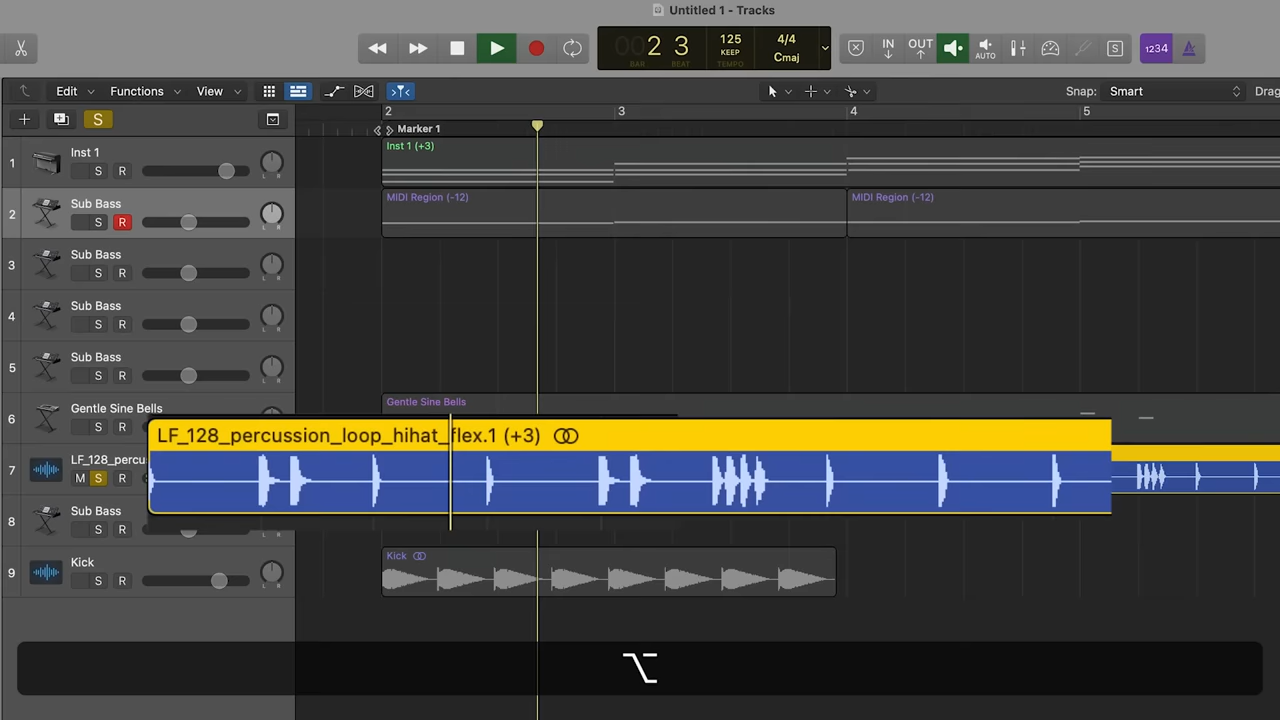 Untitled 1 - Tracks
002 3
BAR BEAT
125
KEEP
TEMPO
4/4
Cmaj
IN
OUT
AUTO
S
1234
Edit
Functions
View
Snap:
Smart
Drag
S
2
3
4
5
Marker 1
1
Inst 1
S
R
L R
Inst 1 (+3)
2
Sub Bass
S
R
L R
MIDI Region (-12)
MIDI Region (-12)
3
Sub Bass
S
R
L R
4
Sub Bass
S
R
L R
5
Sub Bass
S
R
L R
6
Gentle Sine Bells
Gentle Sine Bells
LF_128_percussion_loop_hihat_flex.1 (+3)
7
LF_128_percu
M
S
R
8
Sub Bass
S
R
L R
9
Kick
S
R
L R
Kick
⌥